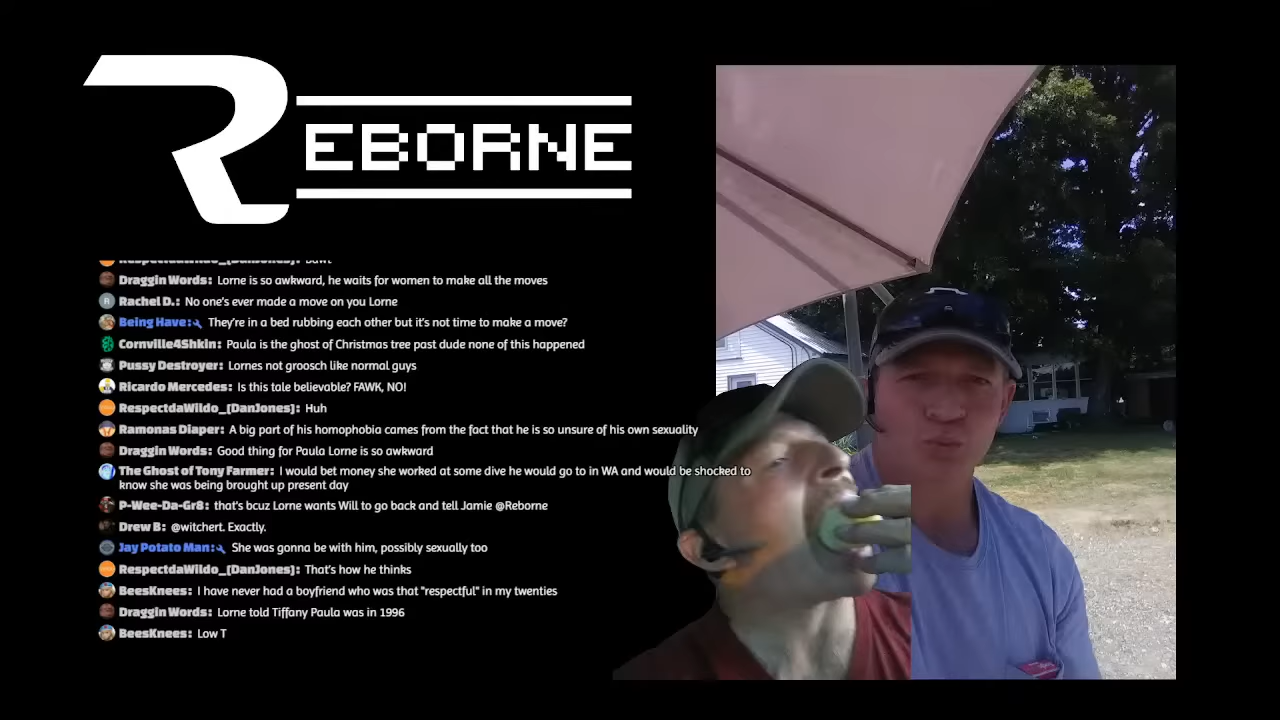 REBORNE
RespectdaWildo_(DanJones): Dawt
Draggin Words: Lorne is so awkward, he waits for women to make all the moves
R Rachel D.: No one's ever made a move on you Lorne
Being Have: They're in a bed rubbing each other but it's not time to make a move?
Cornville4Shkin: Paula is the ghost of Christmas tree past dude none of this happened
Pussy Destroyer: Lornes not groosch like normal guys
Ricardo Mercedes: Is this tale believable? FAWK, NO!
RespectdaWildo_(DanJones): Huh
Ramonas Diaper: A big part of his homophobia cames from the fact that he is so unsure of his own sexuality
Draggin Words: Good thing for Paula Lorne is so awkward
The Ghost of Tony Farmer: I would bet money she worked at some dive he would go to in WA and would be shocked to
know she was being brought up present day
P-Wee-Da-Gr8: that's bcuz Lorne wants Will to go back and tell Jamie @Reborne
Drew B: @witchert. Exactly.
Jay Potato Man: She was gonna be with him, possibly sexually too
RespectdaWildo_(DanJones): That's how he thinks
BeesKnees: I have never had a boyfriend who was that "respectful" in my twenties
Draggin Words: Lorne told Tiffany Paula was in 1996
BeesKnees: Low T